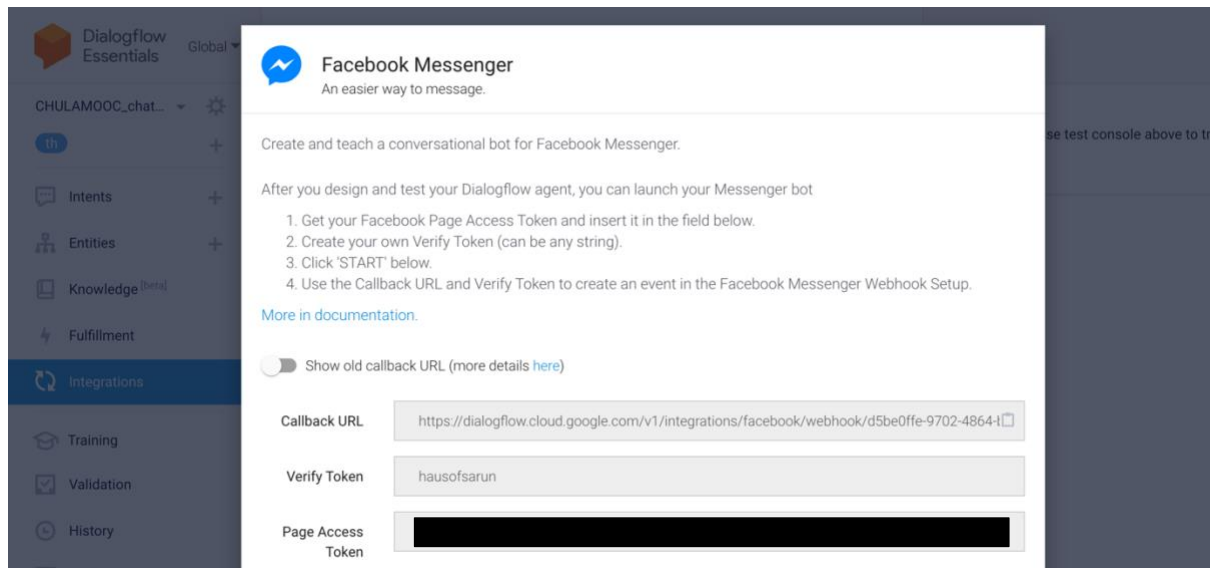 Dialogflow
Essentials
Global
CHULAMOOC_chat...
th
Intents
Entities
Knowledge [beta]
Fulfillment
Integrations
Training
Validation
History
Facebook Messenger
An easier way to message.
Create and teach a conversational bot for Facebook Messenger.
After you design and test your Dialogflow agent, you can launch your Messenger bot
1. Get your Facebook Page Access Token and insert it in the field below.
2. Create your own Verify Token (can be any string).
3. Click 'START' below.
4. Use the Callback URL and Verify Token to create an event in the Facebook Messenger Webhook Setup.
More in documentation.
Show old callback URL (more details here)
Callback URL https://dialogflow.cloud.google.com/v1/integrations/facebook/webhook/d5be0ffe-9702-4864-
Verify Token hausofsarun
Page Access
Token
se test console above to